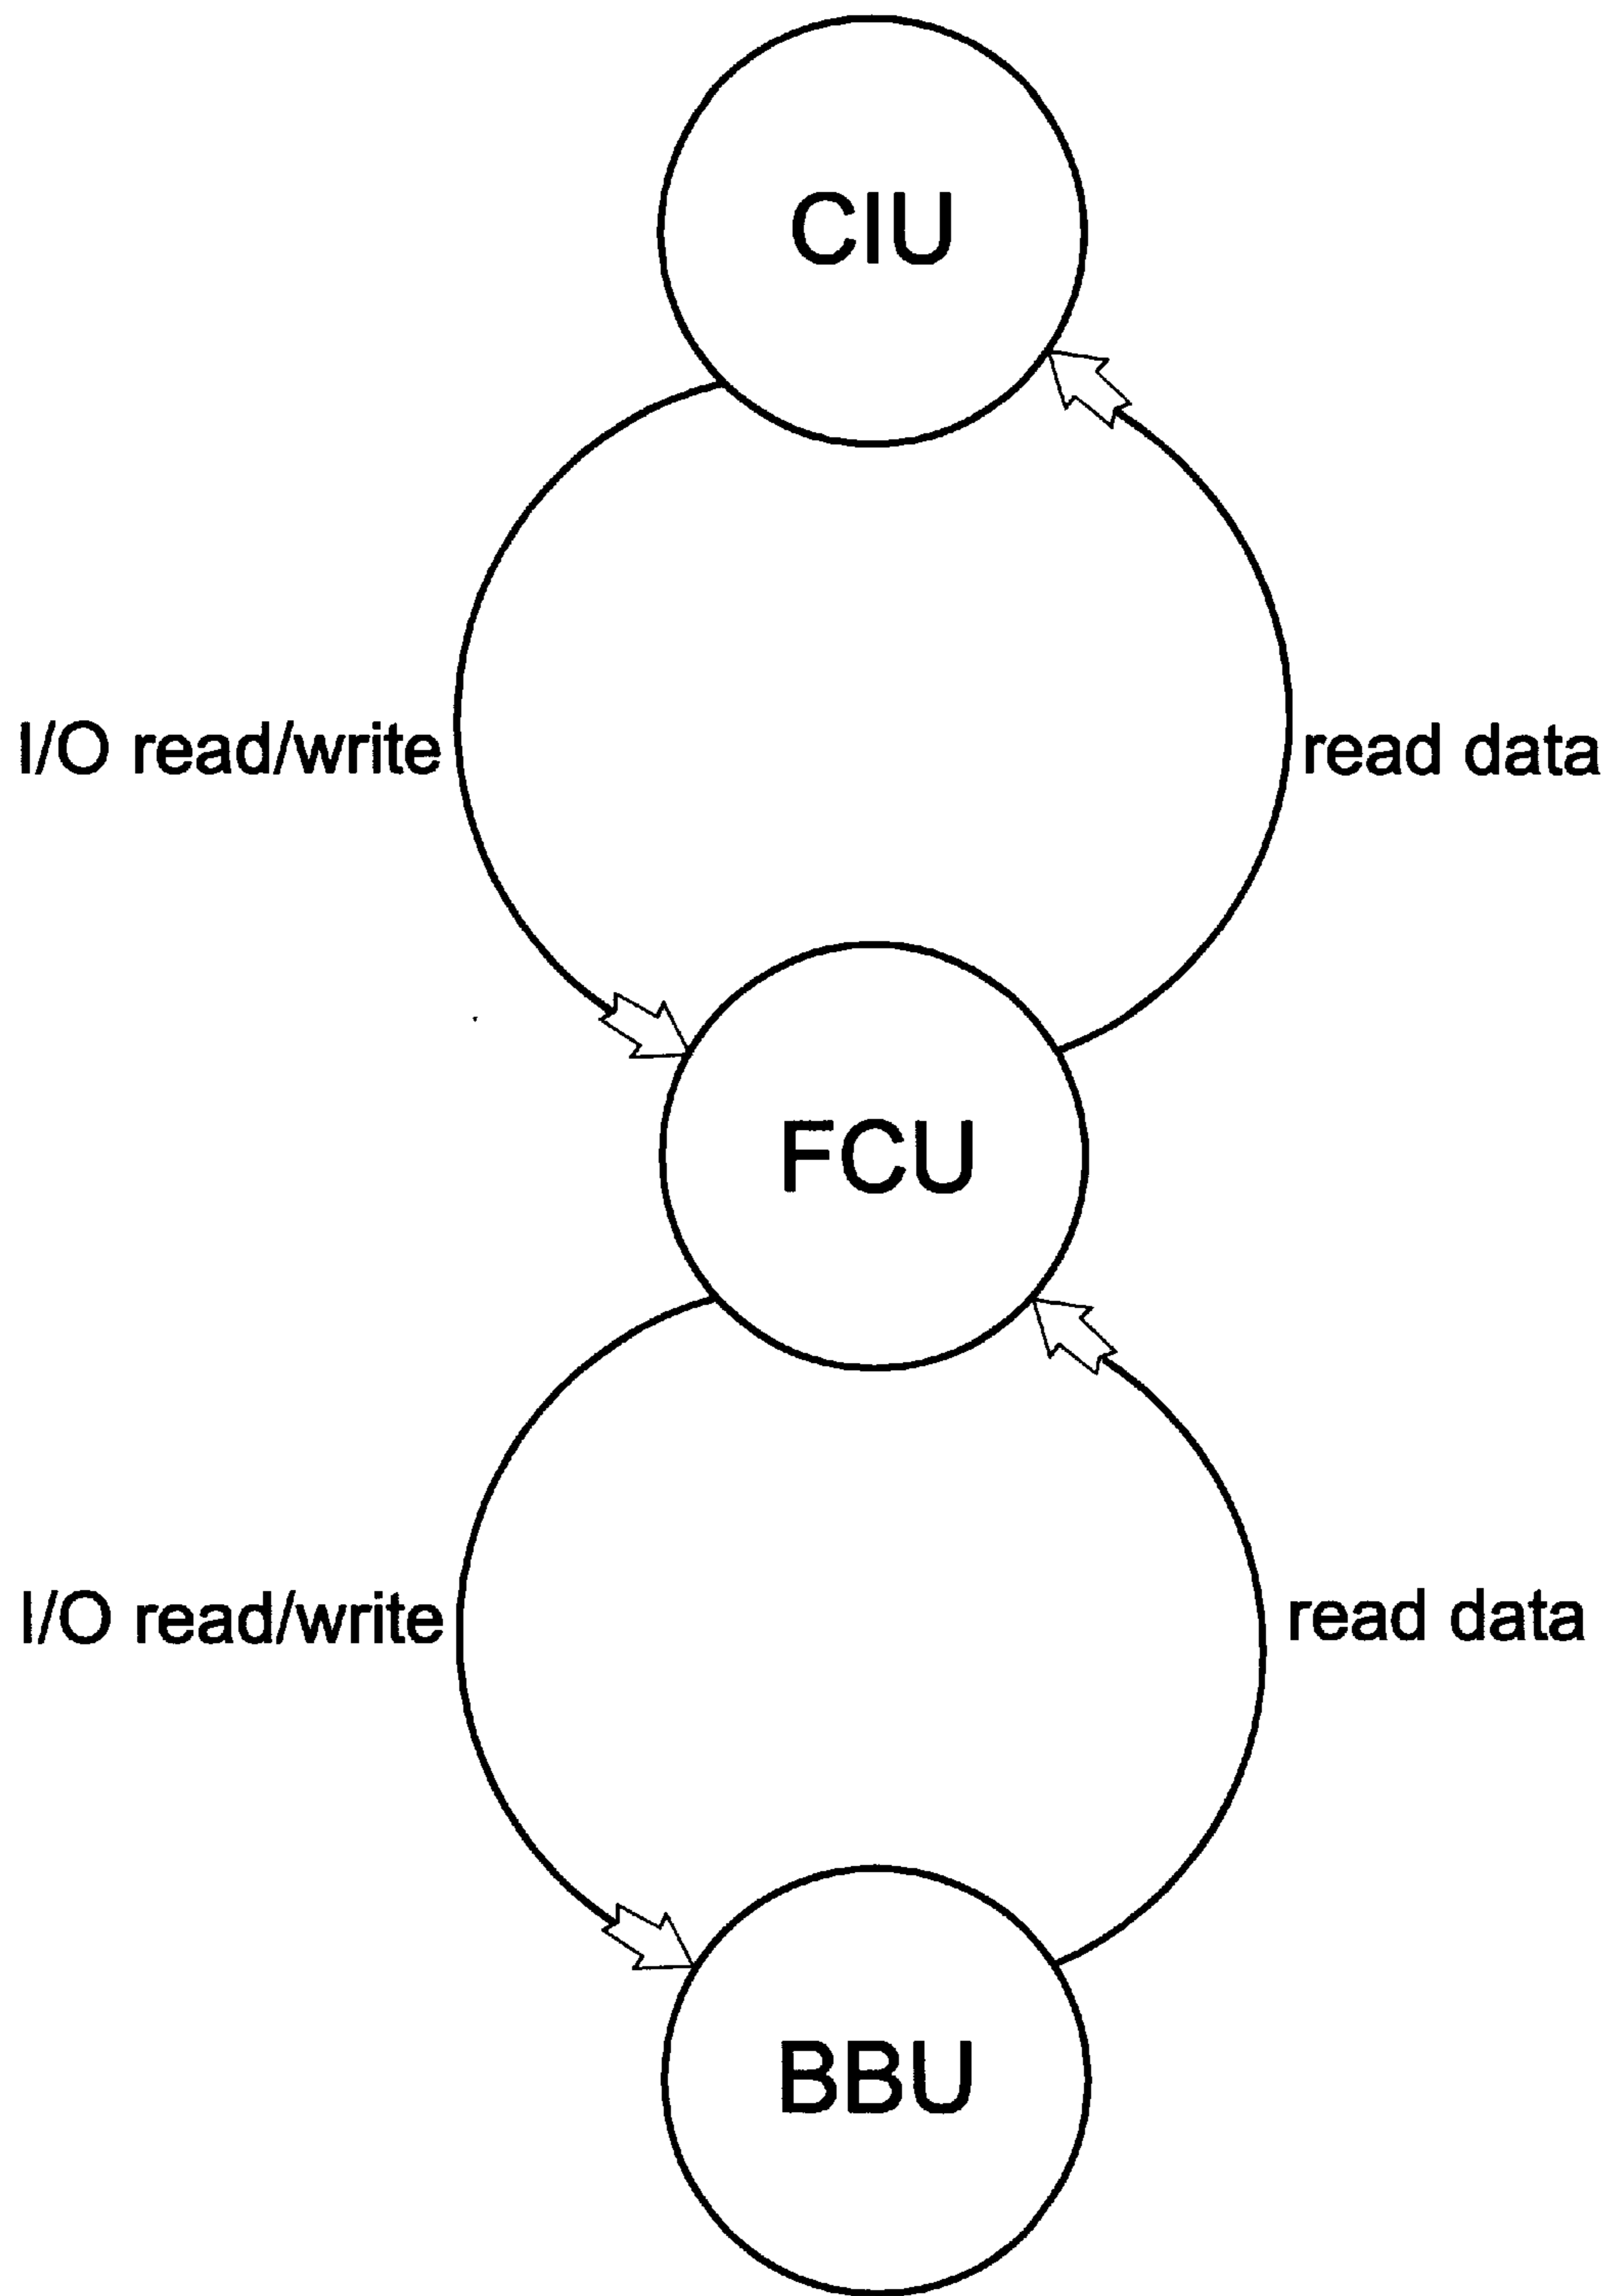 CIU
I/O read/write
read data
FCU
I/O read/write
read data
BBU